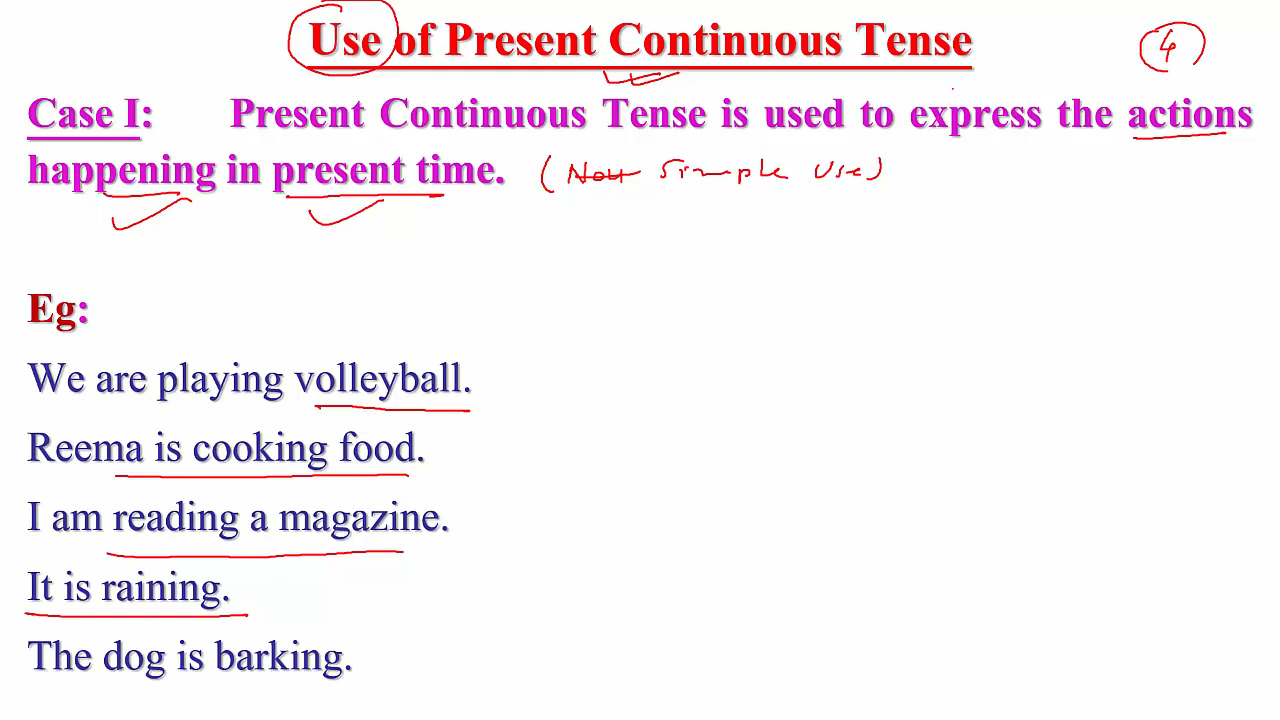 Use of Present Continuous Tense
4
Case I: Present Continuous Tense is used to express the actions
happening in present time. (Now Simple Use)
Eg:
We are playing volleyball.
Reema is cooking food.
I am reading a magazine.
It is raining.
The dog is barking.